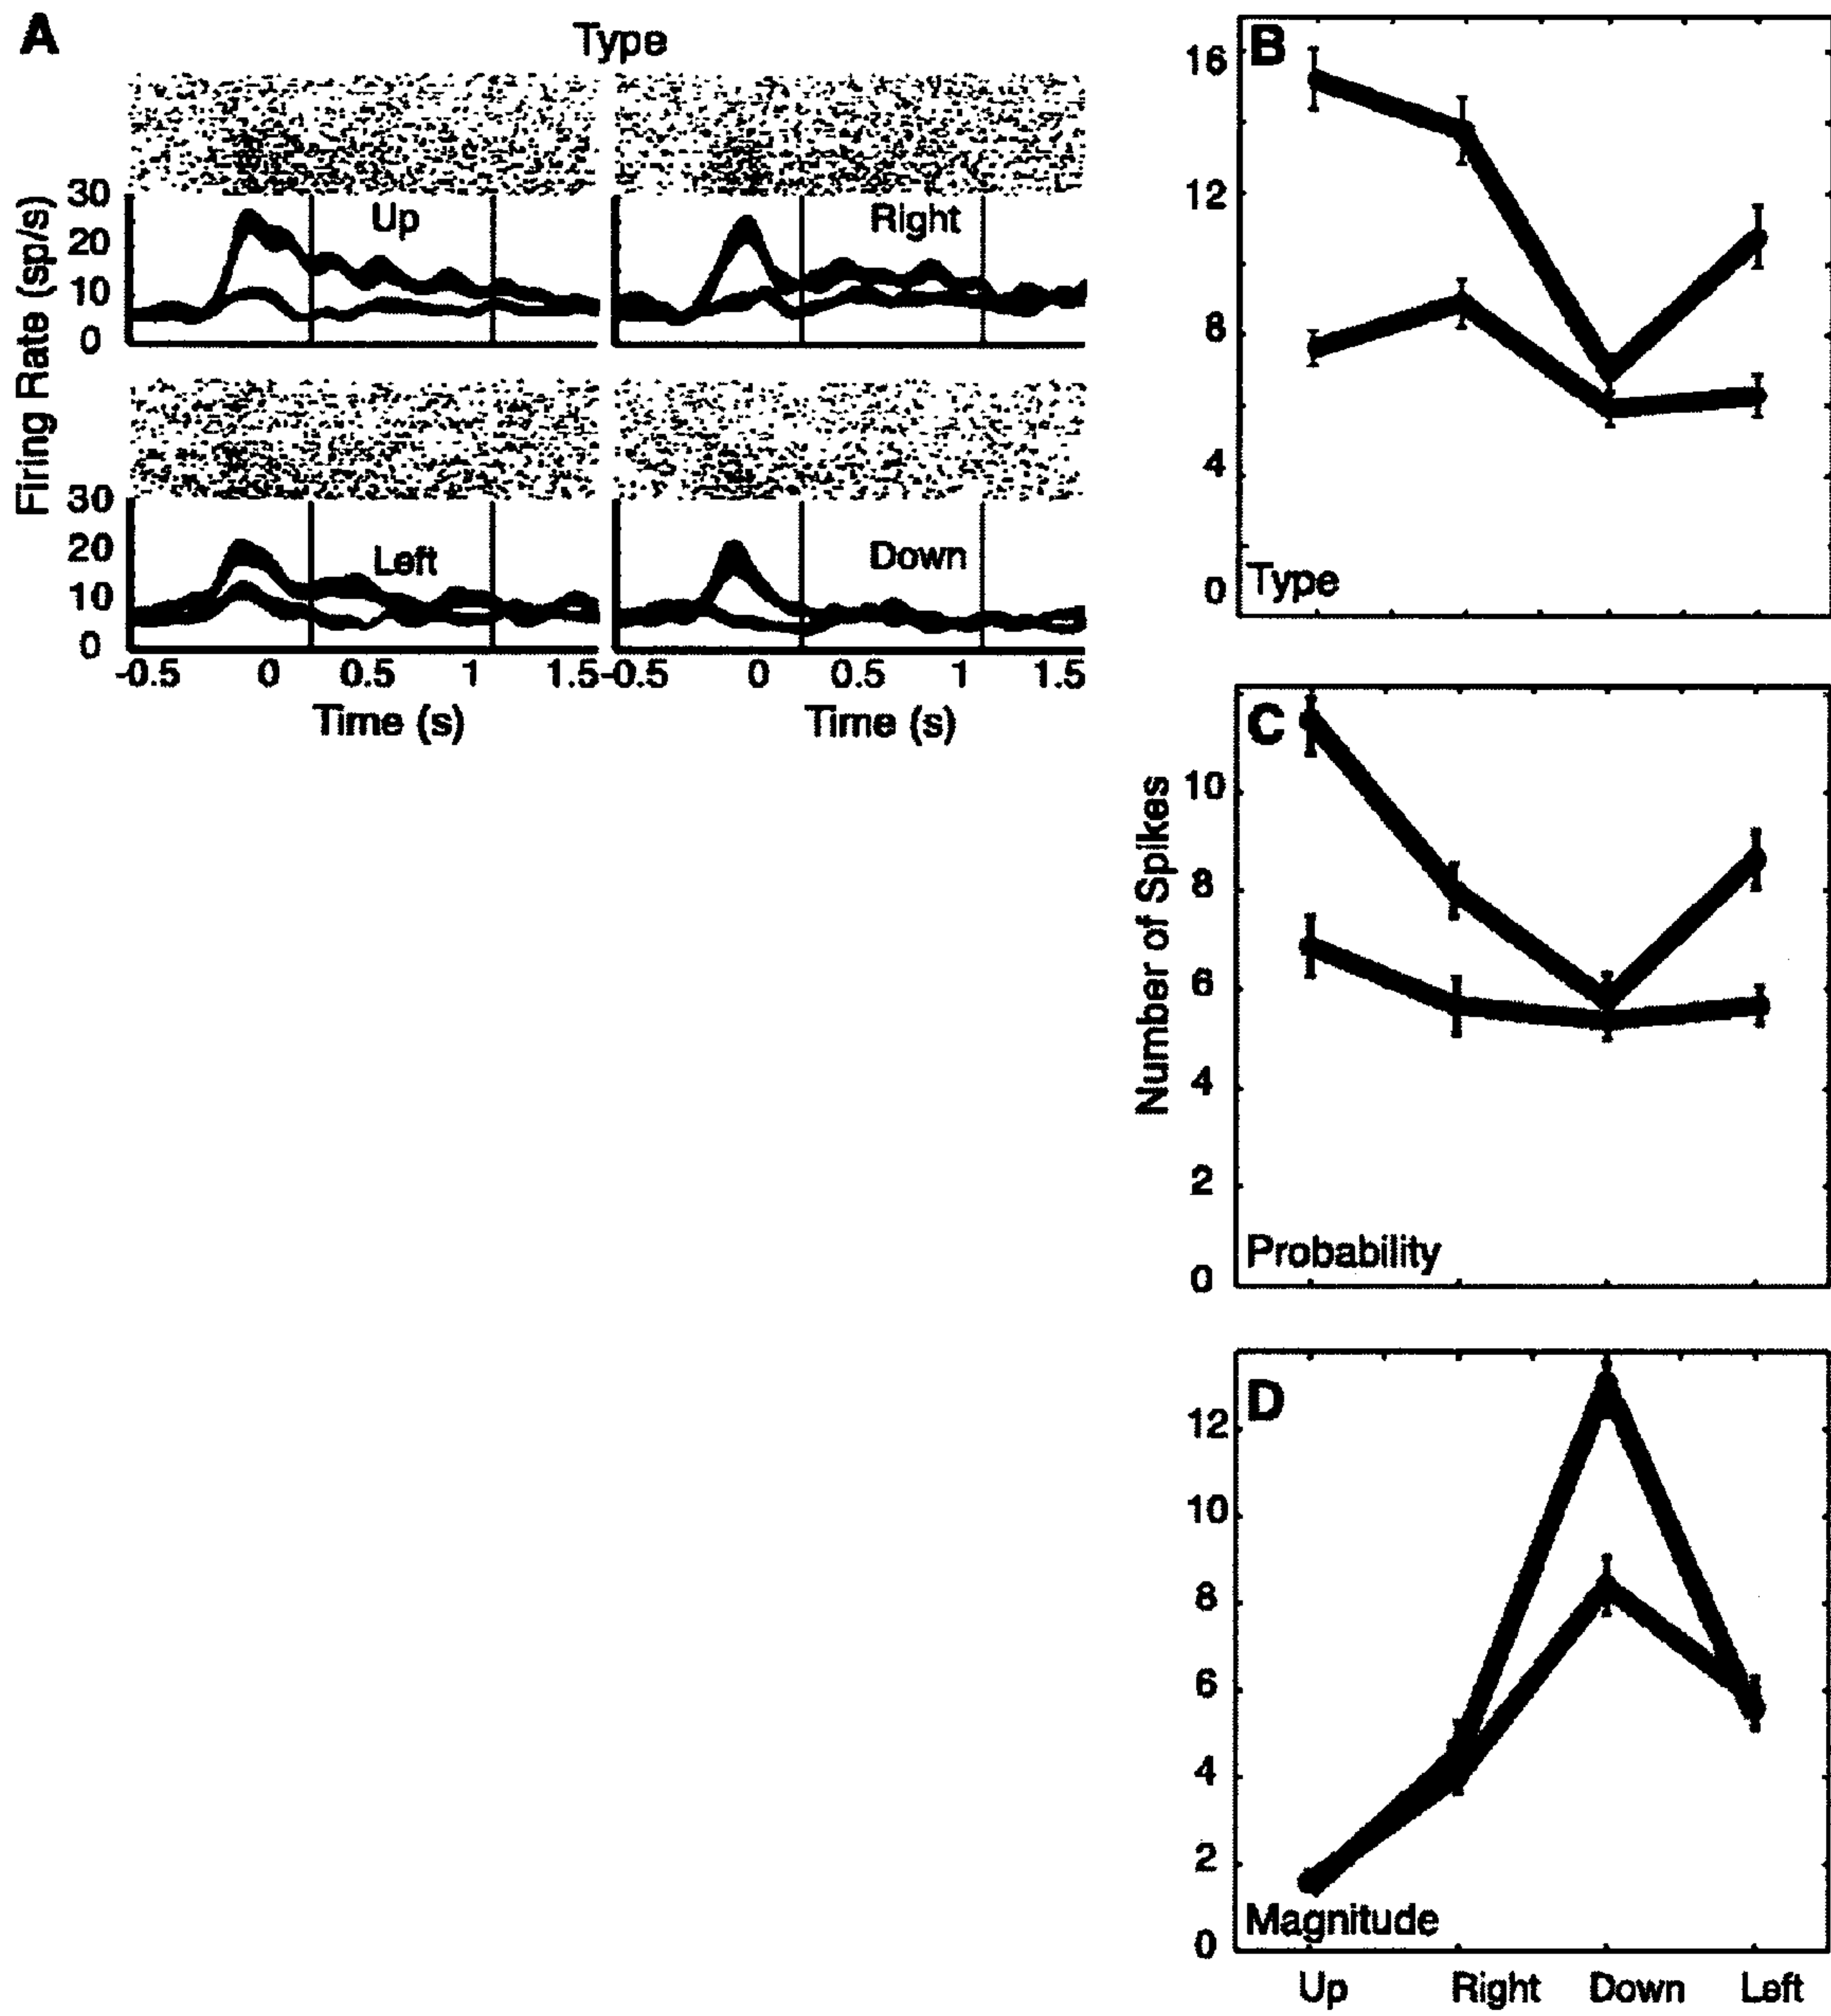 A
Type
Firing Rate (sp/s)
30
20
10
0
Up
Right
30
20
10
0
Left
Down
-0.5 0 0.5 1 1.5
-0.5 0 0.5 1 1.5
Time (s)
Time (s)
B
16
12
8
4
0
Type
C
Number of Spikes
10
8
6
4
2
0
Probability
D
12
10
8
6
4
2
0
Magnitude
Up Right Down Left